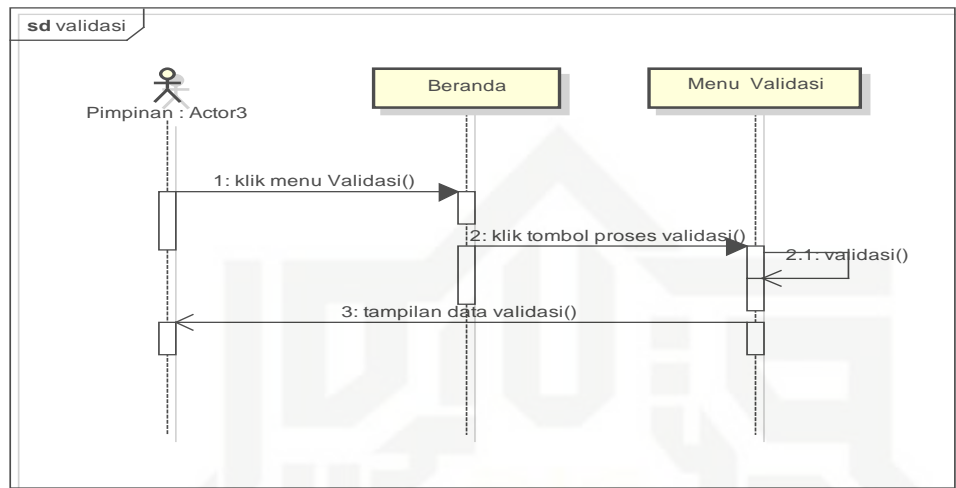 sd validasi
Pimpinan : Actor3
Beranda
Menu Validasi
1: klik menu Validasi()
2: klik tombol proses validasi()
2.1: validasi()
3: tampilan data validasi()